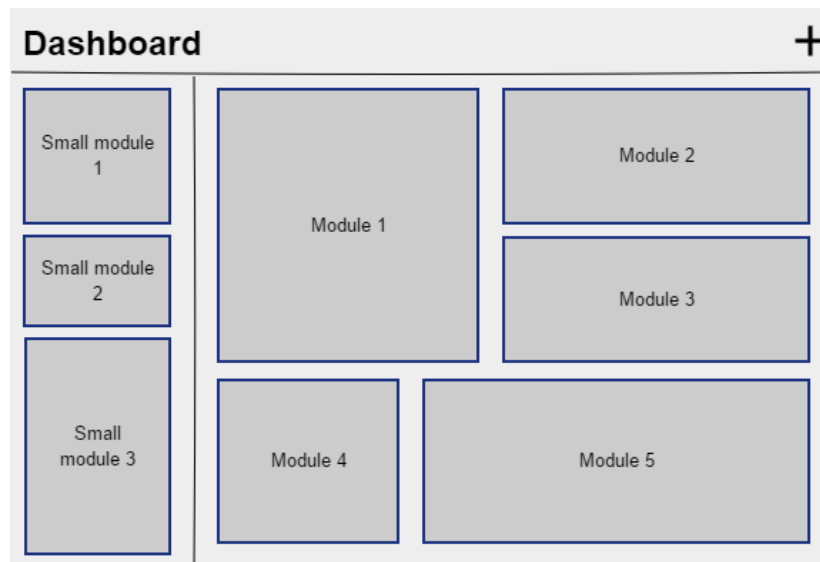 Dashboard +
Small module
1
Small module
2
Small
module 3
Module 1
Module 2
Module 3
Module 4
Module 5